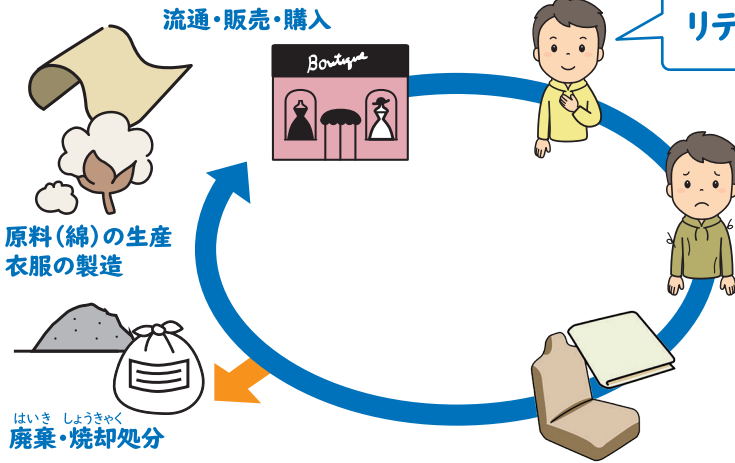 流通・販売・購入
Boutique
リデ
原料(綿)の生産
衣服の製造
はいき しょうきゃく
廃棄・焼却処分